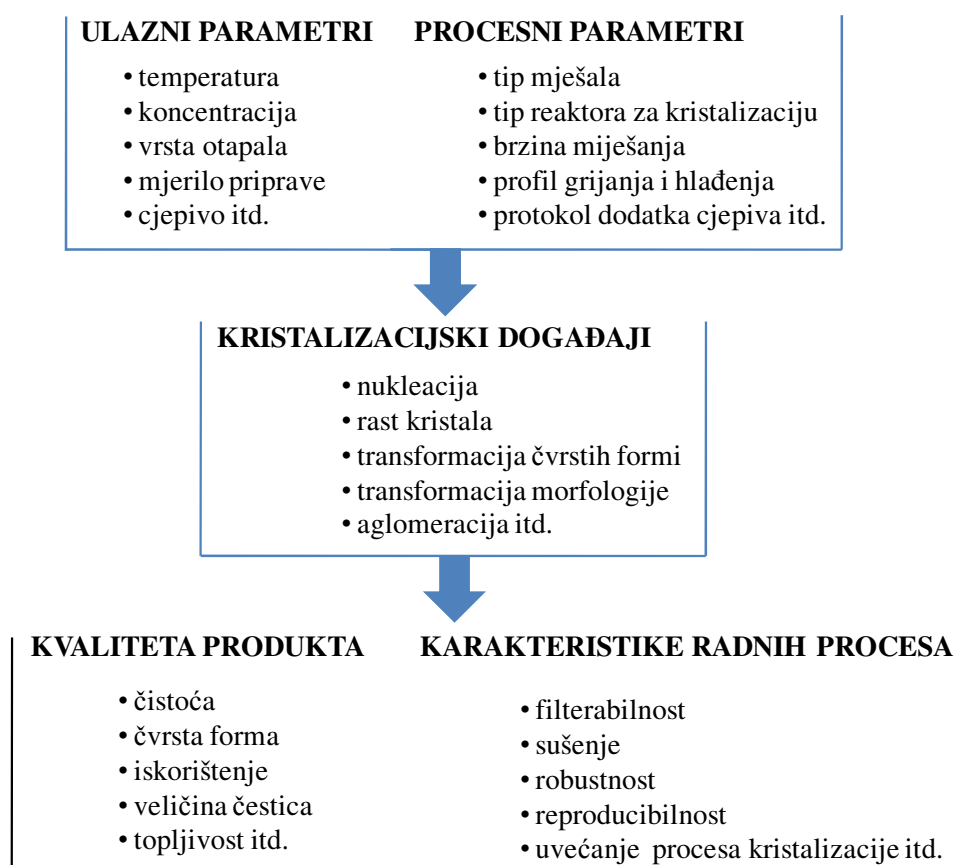 ULAZNI PARAMETRI
• temperatura
• koncentracija
• vrsta otapala
• mjerilo priprave
• cjepivo itd.
PROCESNI PARAMETRI
• tip mješala
• tip reaktora za kristalizaciju
• brzina miješanja
• profil grijanja i hlađenja
• protokol dodatka cjepiva itd.
KRISTALIZACIJSKI DOGAĐAJI
• nukleacija
• rast kristala
• transformacija čvrstih formi
• transformacija morfologije
• aglomeracija itd.
KVALITETA PRODUKTA
• čistoća
• čvrsta forma
• iskorištenje
• veličina čestica
• topljivost itd.
KARAKTERISTIKE RADNIH PROCESA
• filterabilnost
• sušenje
• robustnost
• reproducibilnost
• uvećanje procesa kristalizacije itd.